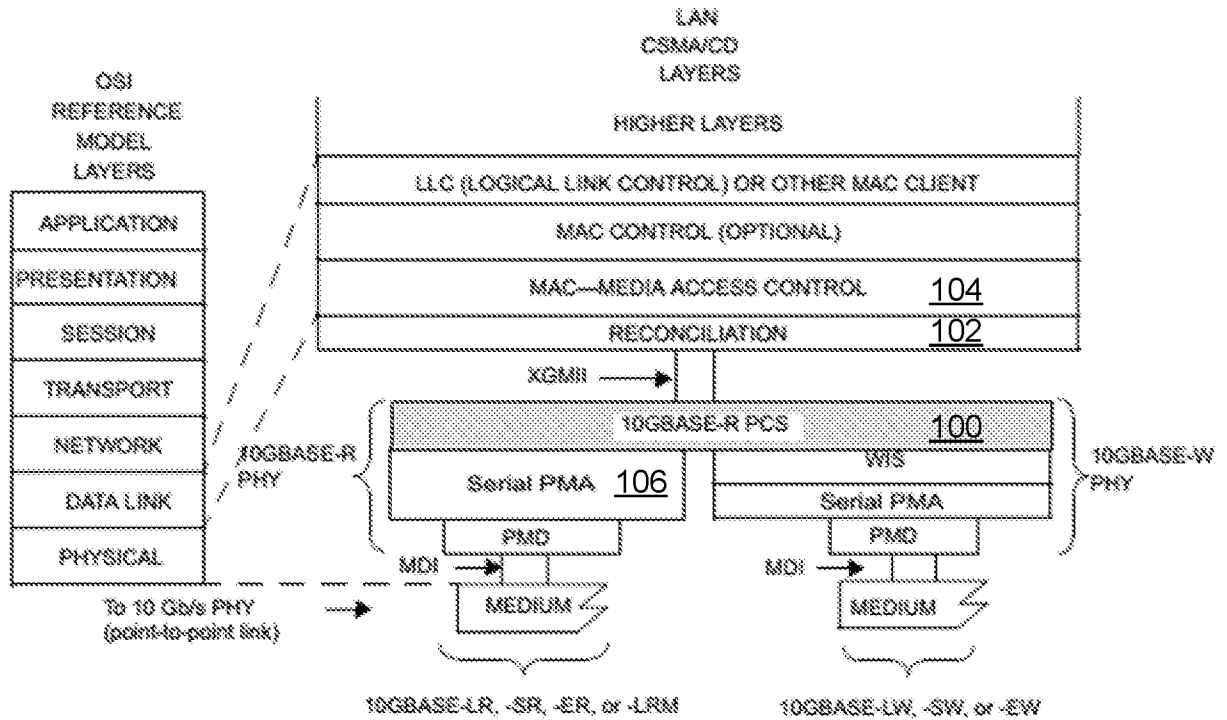 LAN
CSMA/CD
LAYERS
OSI
REFERENCE
MODEL
LAYERS
HIGHER LAYERS
LLC (LOGICAL LINK CONTROL) OR OTHER MAC CLIENT
MAC CONTROL (OPTIONAL)
MAC—MEDIA ACCESS CONTROL 104
RECONCILIATION 102
APPLICATION
PRESENTATION
SESSION
TRANSPORT
NETWORK
DATA LINK
PHYSICAL
XGMII
10GBASE-R PCS 100
10GBASE-R
PHY
Serial PMA 106
WIS
Serial PMA
10GBASE-W
PHY
PMD
PMD
MDI
MDI
MEDIUM
MEDIUM
To 10 Gb/s PHY
(point-to-point link)
10GBASE-LR, -SR, -ER, or -LRM
10GBASE-LW, -SW, or -EW